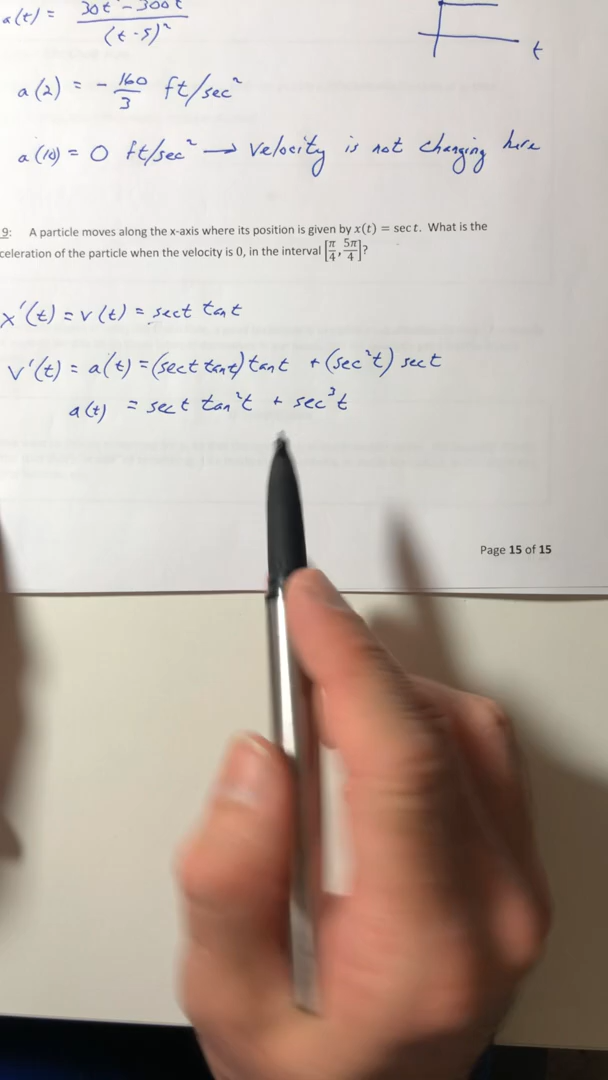 a(t) = 30t² - 300t / (t-5)²
t
a(2) = - 160/3 ft/sec²
a(10) = 0 ft/sec² → velocity is not changing here
9: A particle moves along the x-axis where its position is given by x(t) = sec t. What is the
celeration of the particle when the velocity is 0, in the interval [π/4, 5π/4]?
x'(t) = v(t) = sec t tan t
v'(t) = a(t) = (sec t tan t) tan t + (sec²t) sec t
a(t) = sec t tan²t + sec³t
Page 15 of 15